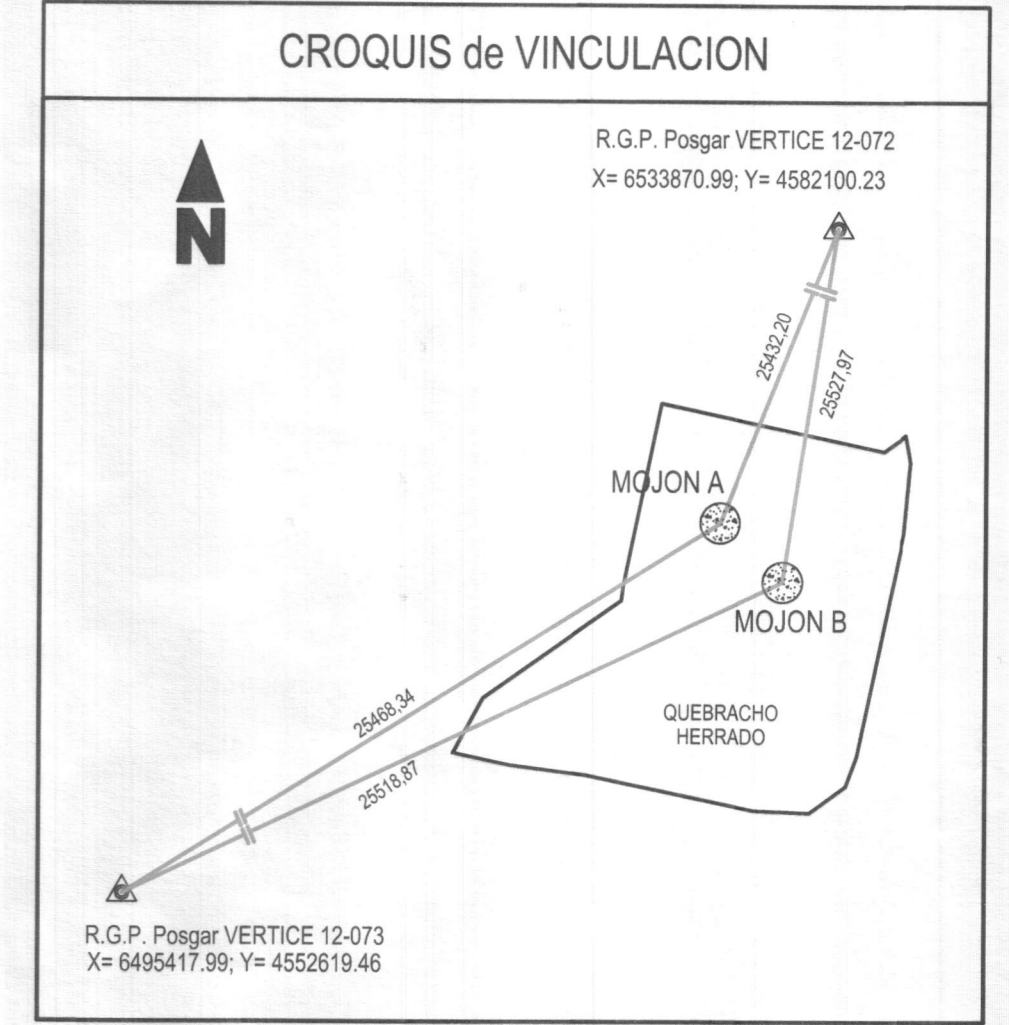 CROQUIS de VINCULACION
R.G.P. Posgar VERTICE 12-072
X= 6533870.99; Y= 4582100.23
N
25432,20
25527,97
MOJON A
MOJON B
QUEBRACHO
HERRADO
25468,34
25518,87
R.G.P. Posgar VERTICE 12-073
X= 6495417.99; Y= 4552619.46